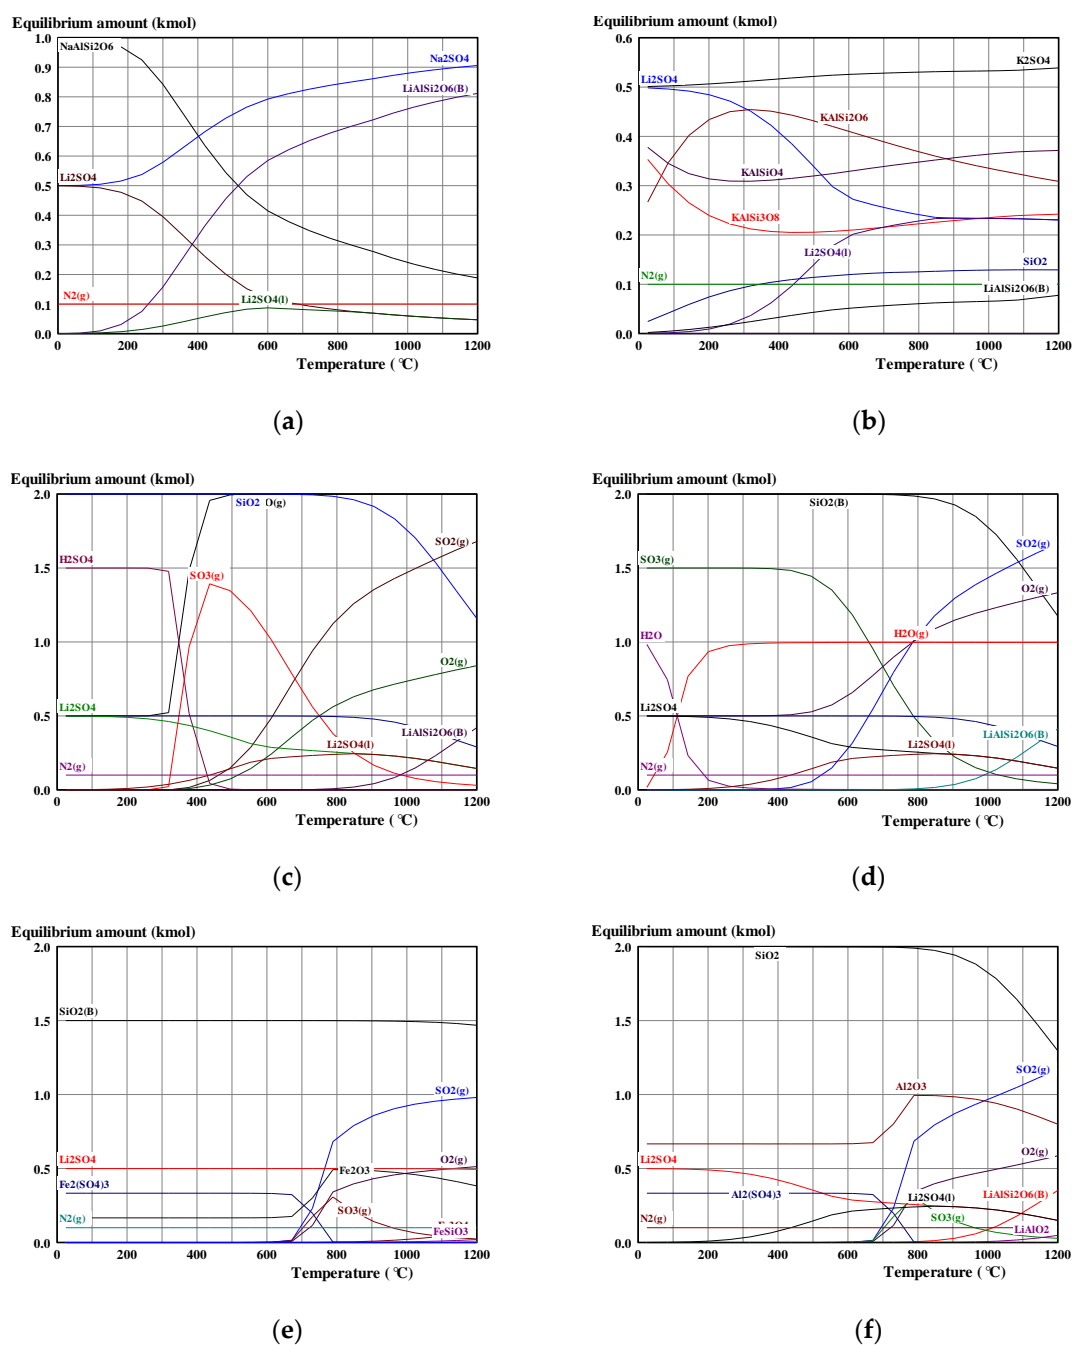 Equilibrium amount (kmol)
1.0
0.9
0.8
0.7
0.6
0.5
0.4
0.3
0.2
0.1
0.0
NaAlSi2O6
Na2SO4
LiAlSi2O6(B)
Li2SO4
N2(g)
Li2SO4(l)
0 200 400 600 800 1000 1200
Temperature (°C)
(a)
Equilibrium amount (kmol)
0.6
0.5
0.4
0.3
0.2
0.1
0.0
K2SO4
Li2SO4
KAlSi2O6
KAlSiO4
KAlSi3O8
Li2SO4(l)
SiO2
N2(g)
LiAlSi2O6(B)
0 200 400 600 800 1000 1200
Temperature (°C)
(b)
Equilibrium amount (kmol)
2.0
1.5
1.0
0.5
0.0
SiO2 O(g)
SO2(g)
H2SO4
SO3(g)
O2(g)
Li2SO4
LiAlSi2O6(B)
Li2SO4(l)
N2(g)
0 200 400 600 800 1000 1200
Temperature (°C)
(c)
Equilibrium amount (kmol)
2.0
1.5
1.0
0.5
0.0
SiO2(B)
SO2(g)
SO3(g)
O2(g)
H2O
H2O(g)
Li2SO4
LiAlSi2O6(B)
Li2SO4(l)
N2(g)
0 200 400 600 800 1000 1200
Temperature (°C)
(d)
Equilibrium amount (kmol)
2.0
1.5
1.0
0.5
0.0
SiO2(B)
SO2(g)
Li2SO4
Fe2O3
O2(g)
Fe2(SO4)3
SO3(g)
N2(g)
FeSiO3
0 200 400 600 800 1000 1200
Temperature (°C)
(e)
Equilibrium amount (kmol)
2.0
1.5
1.0
0.5
0.0
SiO2
SO2(g)
Al2O3
O2(g)
Li2SO4
Al2(SO4)3
Li2SO4(l)
LiAlSi2O6(B)
N2(g)
SO3(g)
LiAlO2
0 200 400 600 800 1000 1200
Temperature (°C)
(f)